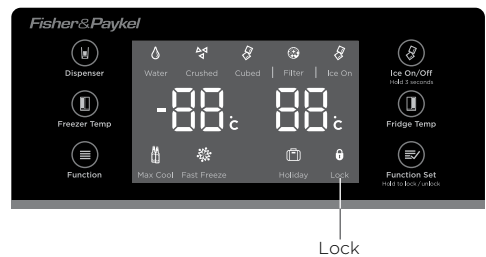 Fisher&Paykel
Dispenser
Water Crushed Cubed Filter Ice On
Ice On/Off
Hold 3 seconds
-88°c 88°c
Freezer Temp
Fridge Temp
Function
Max Cool Fast Freeze Holiday Lock
Function Set
Hold to lock / unlock
Lock